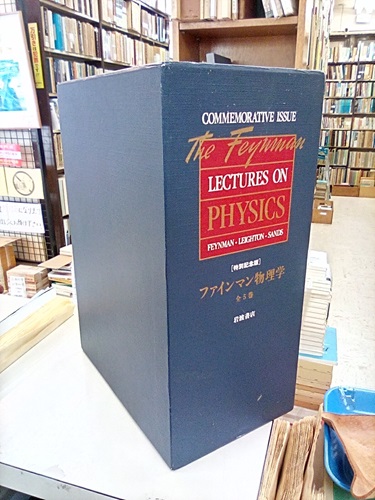 COMMEMORATIVE ISSUE
The Feynman
LECTURES ON
PHYSICS
FEYNMAN・LEIGHTON・SANDS
[特別記念版]
ファインマン物理学
全5巻
岩波書店